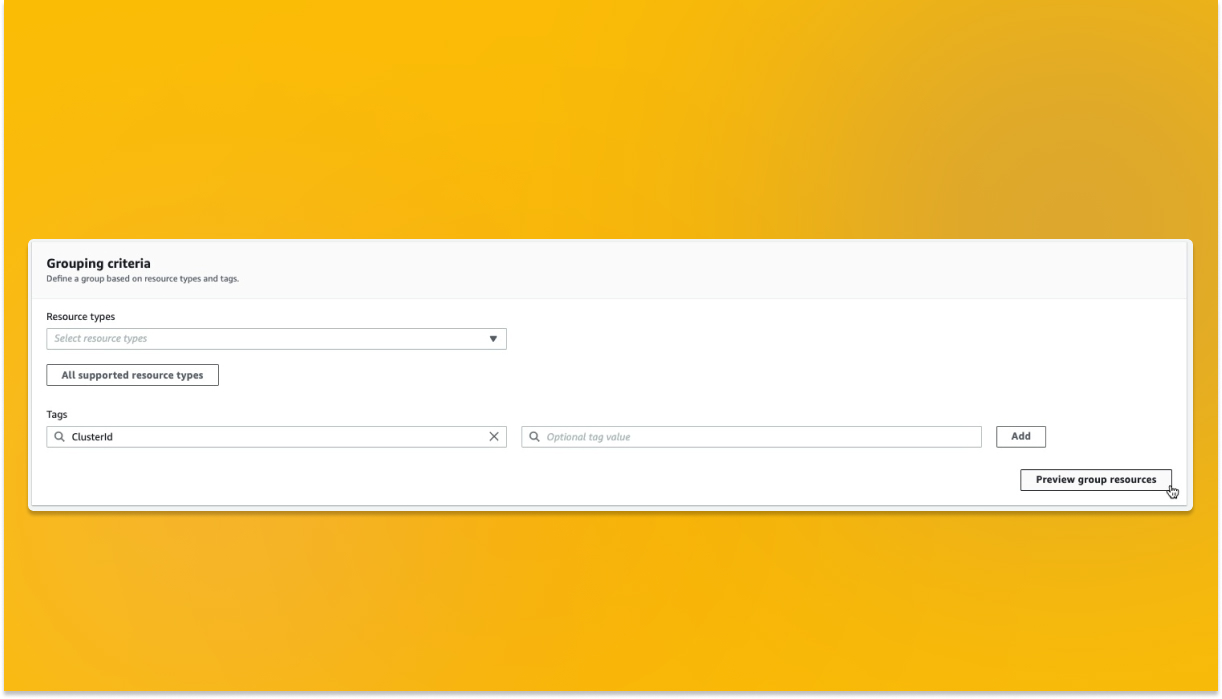 Grouping criteria
Define a group based on resource types and tags.
Resource types
Select resource types
All supported resource types
Tags
ClusterId
Optional tag value
Add
Preview group resources